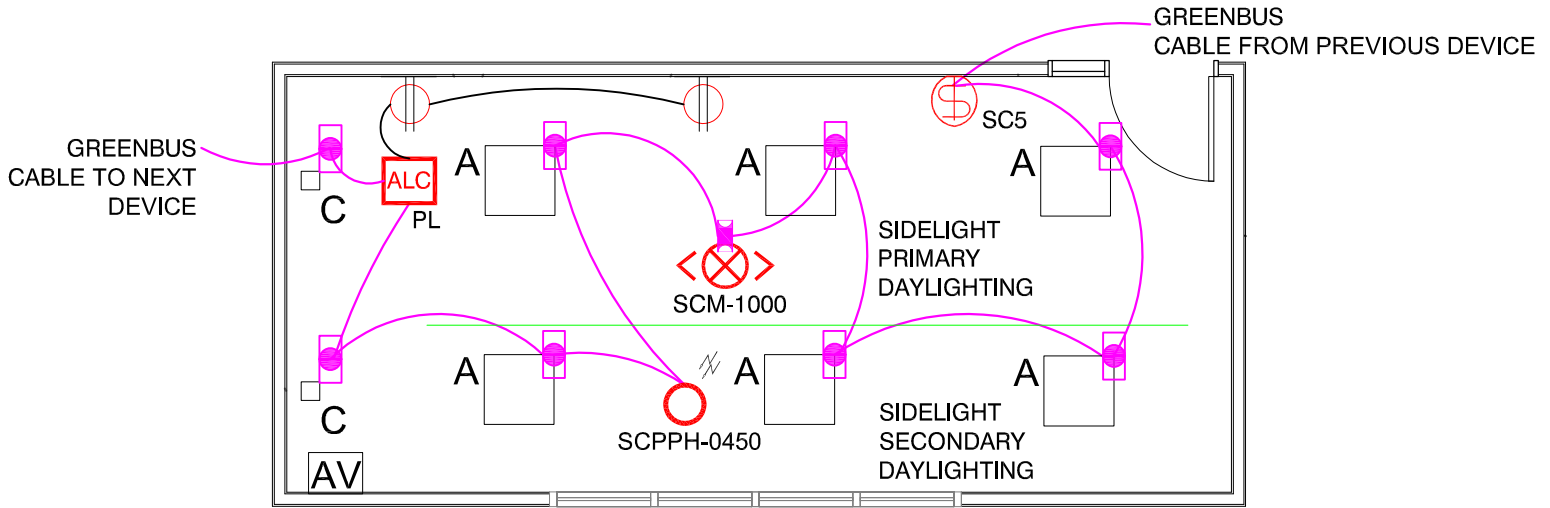 GREENBUS
CABLE FROM PREVIOUS DEVICE
SC5
GREENBUS
CABLE TO NEXT
DEVICE
ALC
PL
A
A
A
C
SIDELIGHT
PRIMARY
DAYLIGHTING
SCM-1000
A
A
A
C
SIDELIGHT
SECONDARY
DAYLIGHTING
SCPPH-0450
AV